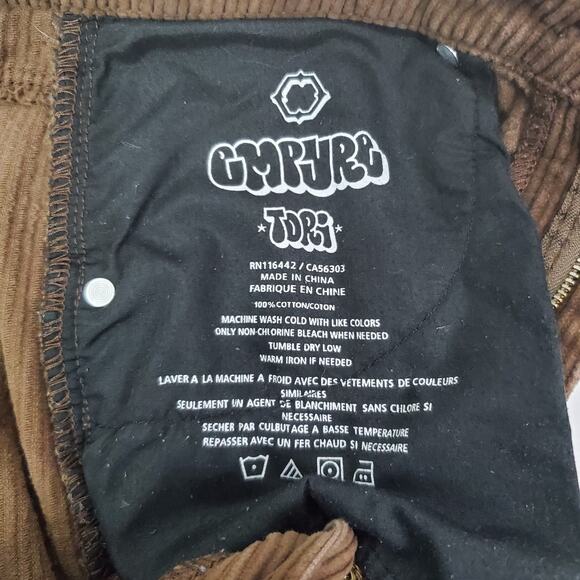 empyre
*TORi*
RN116442 / CA56303
MADE IN CHINA
FABRIQUE EN CHINE
100% COTTON/COTON
MACHINE WASH COLD WITH LIKE COLORS
ONLY NON-CHLORINE BLEACH WHEN NEEDED
TUMBLE DRY LOW
WARM IRON IF NEEDED
LAVER A LA MACHINE A FROID AVEC DES VETEMENTS DE COULEURS
SIMILAIRES
SEULEMENT UN AGENT DE BLANCHIMENT SANS CHLORE SI
NECESSAIRE
SECHER PAR CULBUTAGE A BASSE TEMPERATURE
REPASSER AVEC UN FER CHAUD SI NECESSAIRE